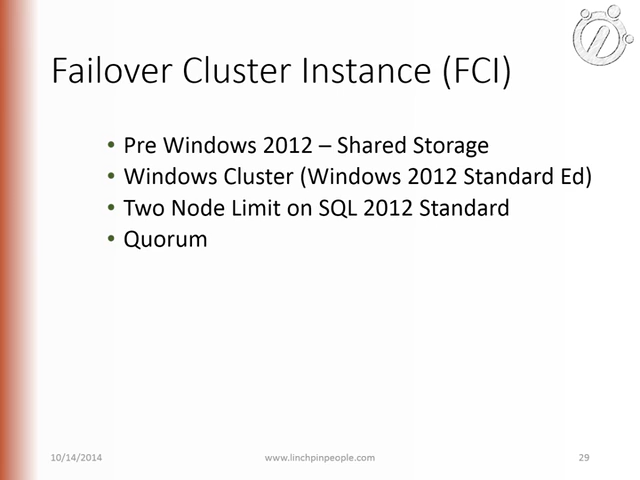 Failover Cluster Instance (FCI)
• Pre Windows 2012 – Shared Storage
• Windows Cluster (Windows 2012 Standard Ed)
• Two Node Limit on SQL 2012 Standard
• Quorum
10/14/2014
www.linchpinpeople.com
29